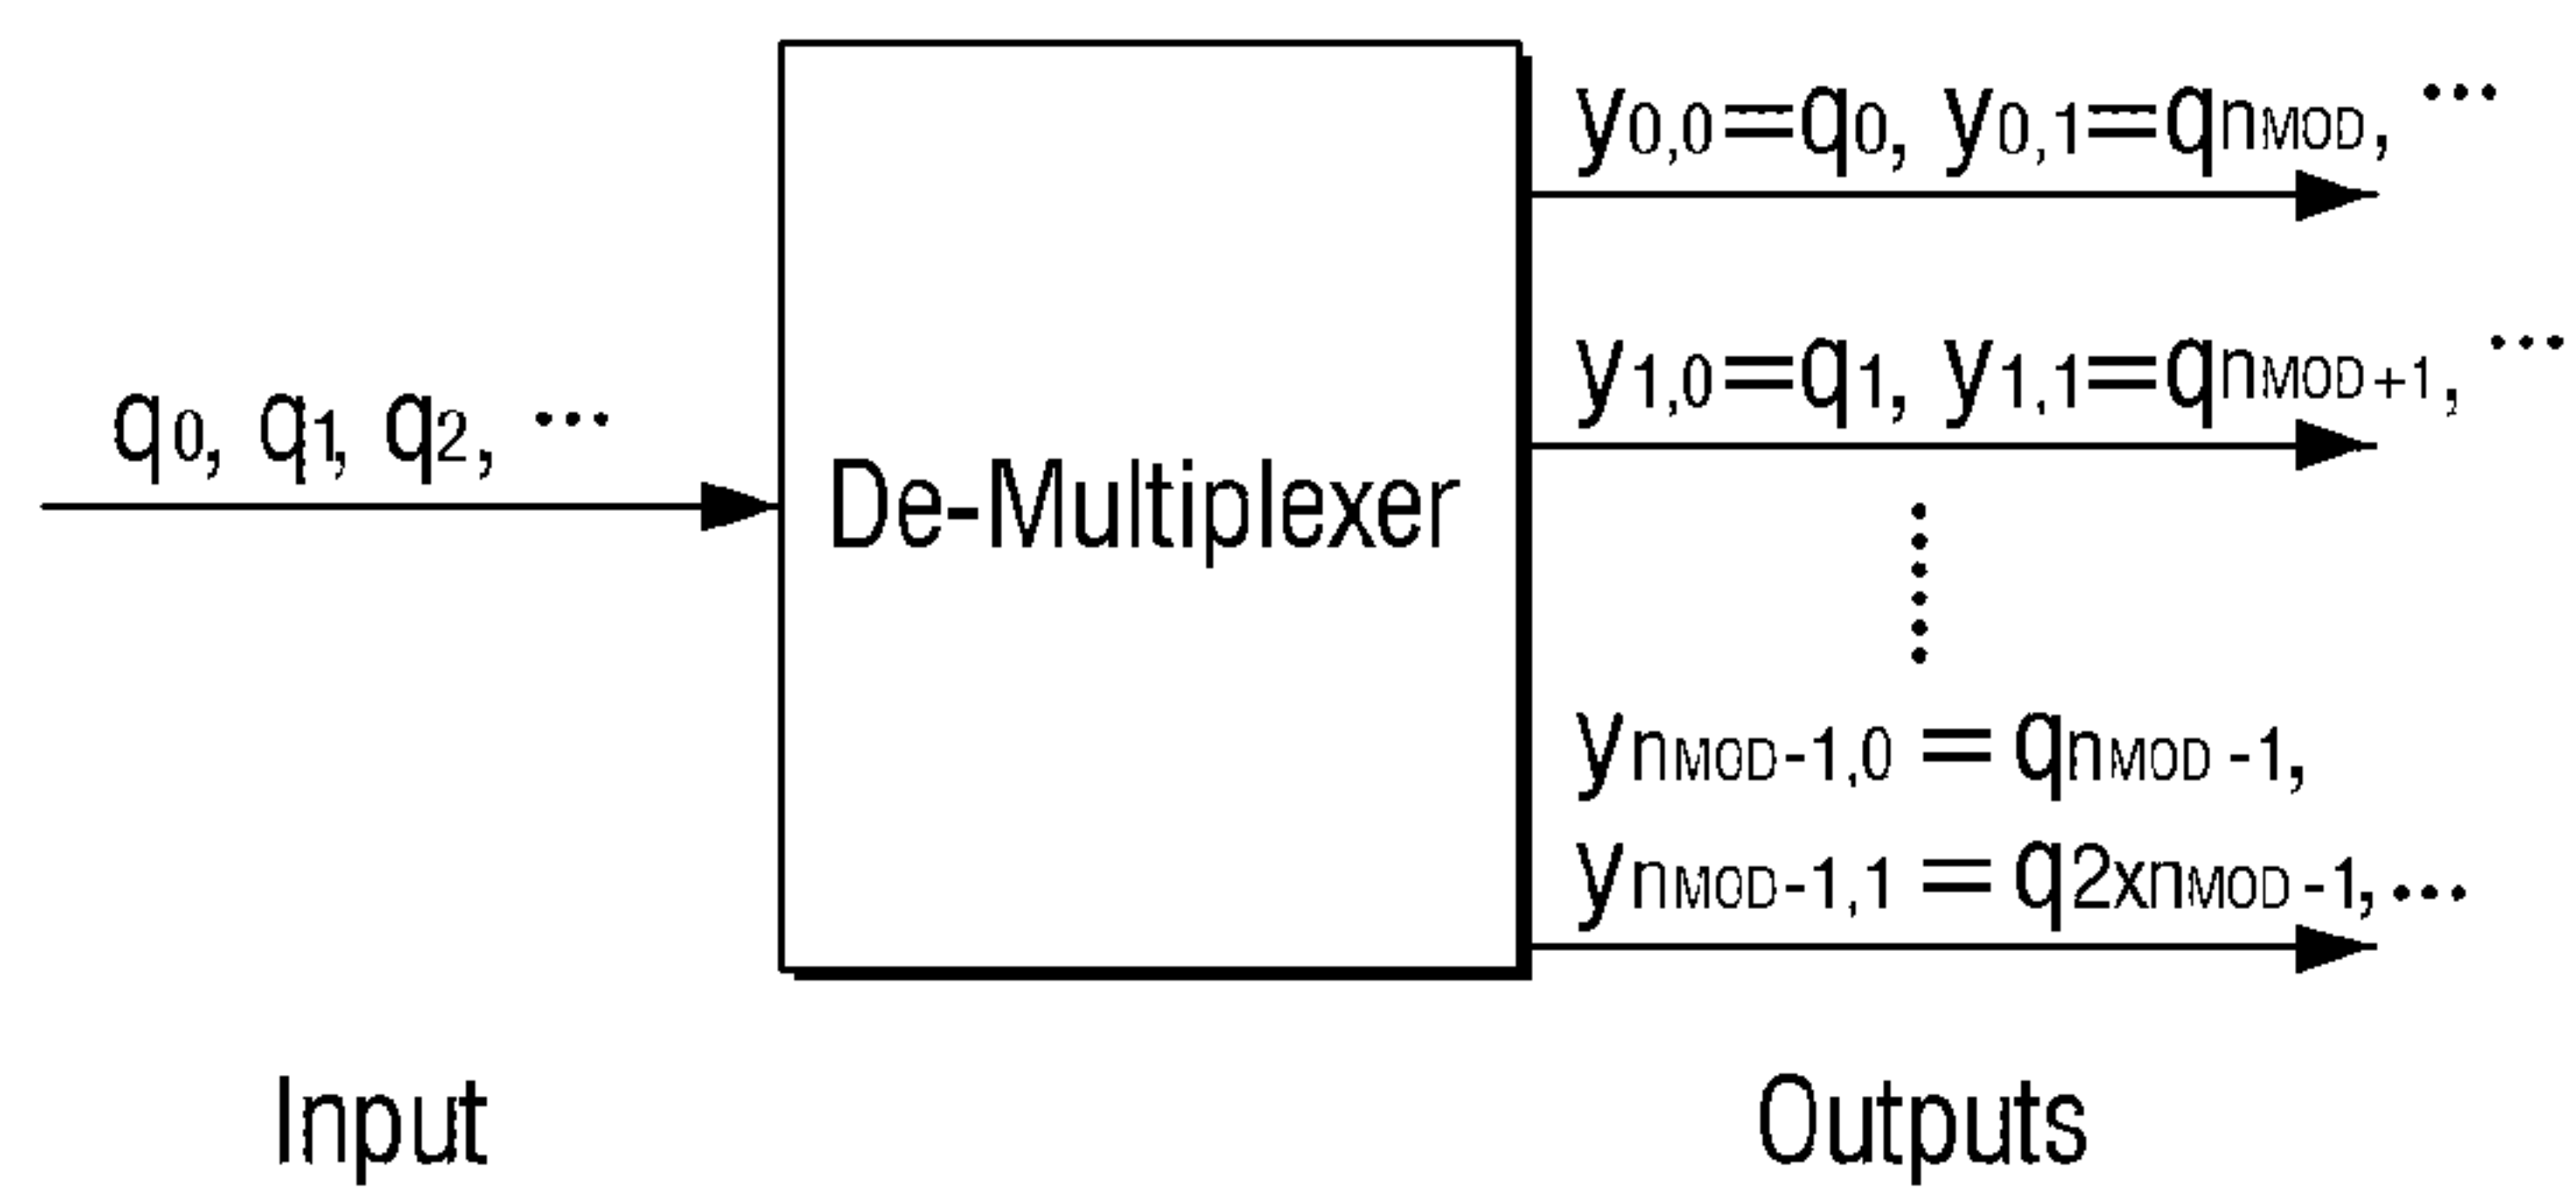 y0,0=q0, y0,1=qnMOD, ...
y1,0=q1, y1,1=qnMOD+1, ...
q0, q1, q2, ...
De-Multiplexer
ynMOD-1,0 = qnMOD -1,
ynMOD-1,1 = q2xnMOD -1, ...
Input Outputs